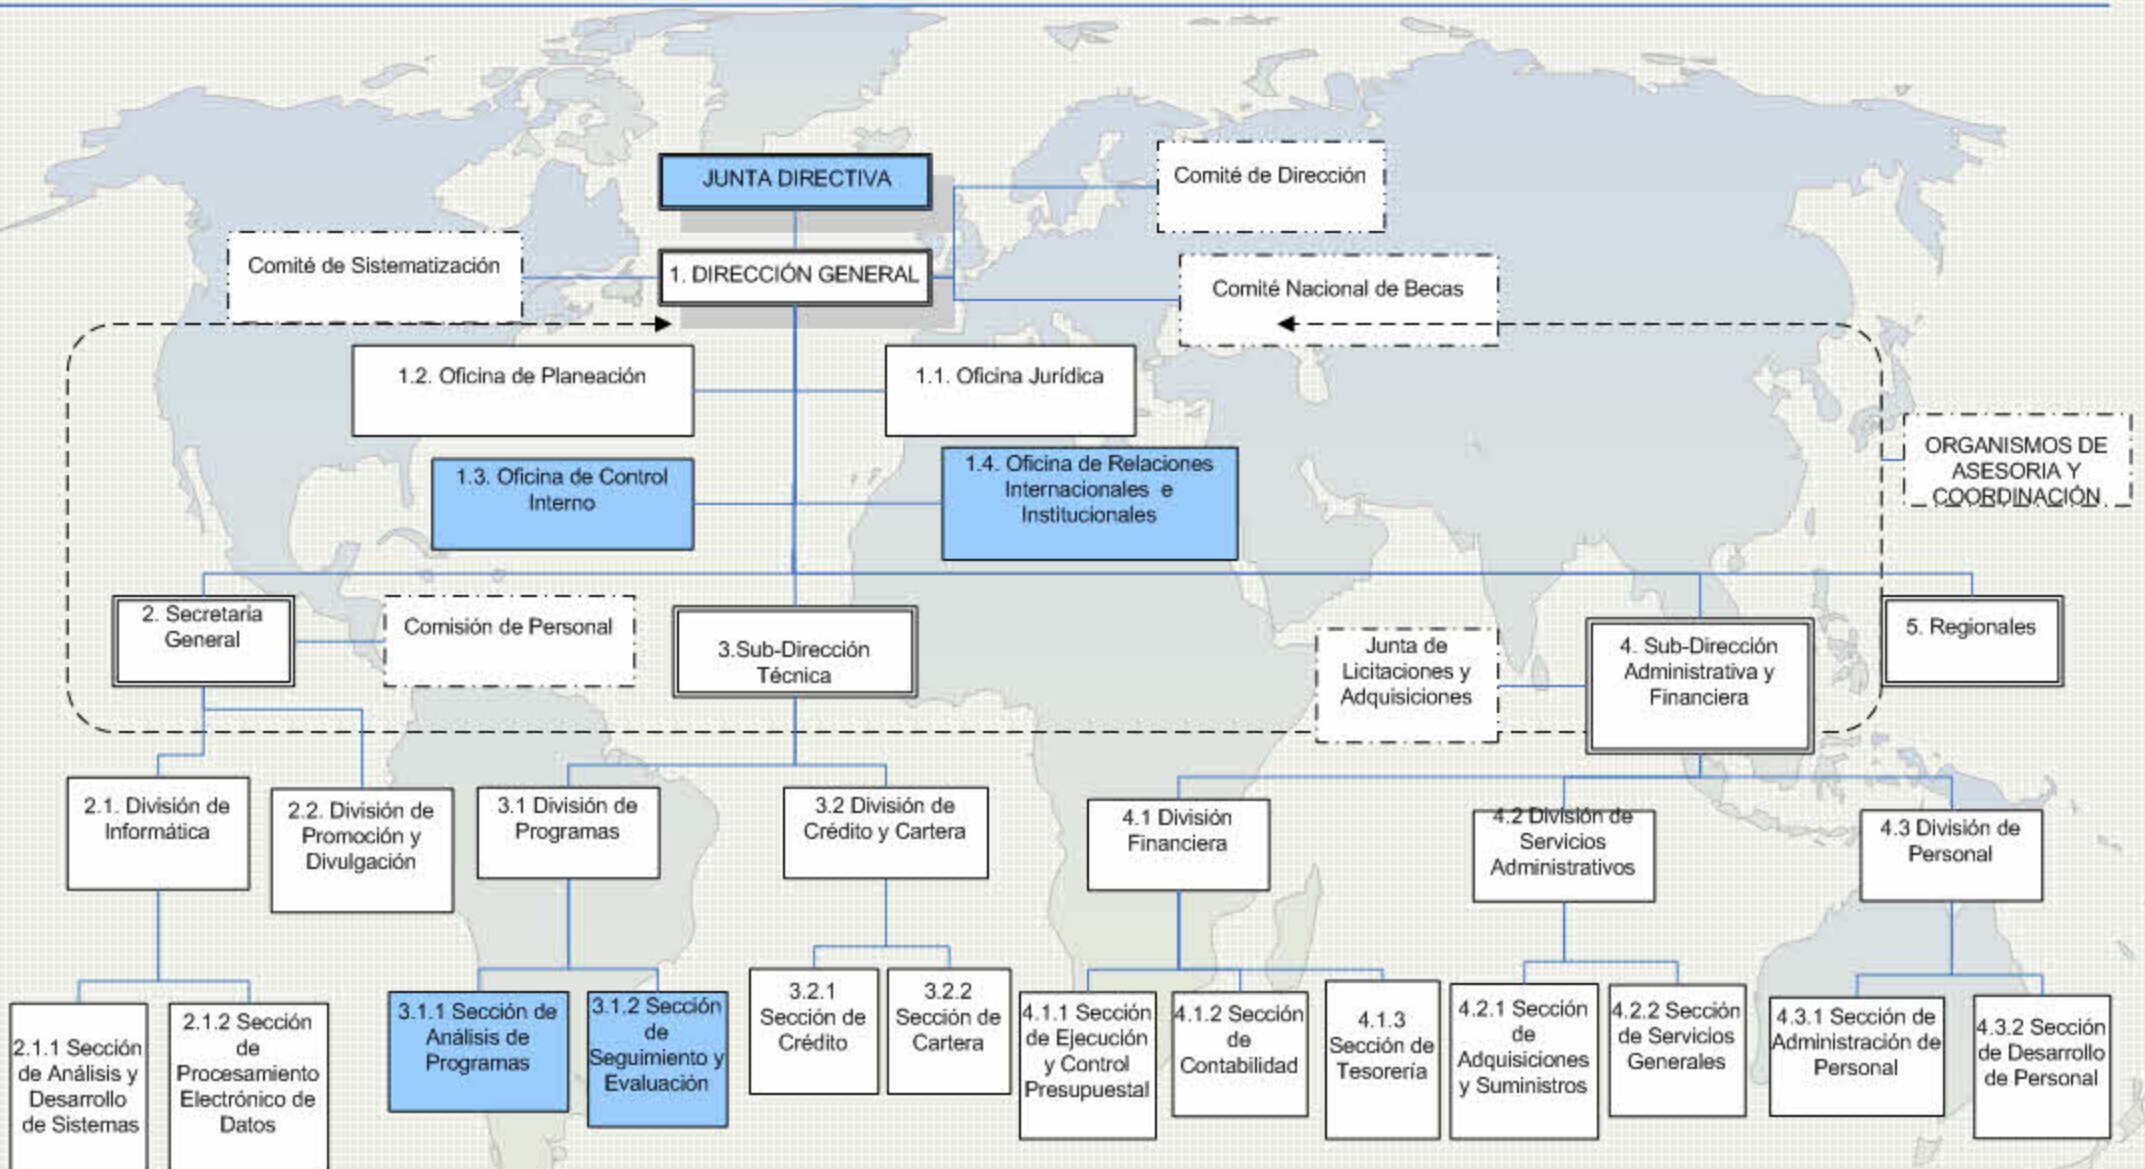 JUNTA DIRECTIVA
Comité de Dirección
Comité de Sistematización
1. DIRECCIÓN GENERAL
Comité Nacional de Becas
1.2. Oficina de Planeación
1.1. Oficina Jurídica
1.3. Oficina de Control
Interno
1.4. Oficina de Relaciones
Internacionales e
Institucionales
ORGANISMOS DE
ASESORIA Y
COORDINACIÓN
2. Secretaria
General
Comisión de Personal
3.Sub-Dirección
Técnica
Junta de
Licitaciones y
Adquisiciones
4. Sub-Dirección
Administrativa y
Financiera
5. Regionales
2.1. División de
Informática
2.2. División de
Promoción y
Divulgación
3.1 División de
Programas
3.2 División de
Crédito y Cartera
4.1 División
Financiera
4.2 División de
Servicios
Administrativos
4.3 División de
Personal
2.1.1 Sección
de Análisis y
Desarrollo
de Sistemas
2.1.2 Sección
de
Procesamiento
Electrónico de
Datos
3.1.1 Sección de
Análisis de
Programas
3.1.2 Sección
de
Seguimiento y
Evaluación
3.2.1
Sección de
Crédito
3.2.2
Sección de
Cartera
4.1.1 Sección
de Ejecución
y Control
Presupuestal
4.1.2 Sección
de
Contabilidad
4.1.3
Sección de
Tesorería
4.2.1 Sección
de
Adquisiciones
y Suministros
4.2.2 Sección
de Servicios
Generales
4.3.1 Sección de
Administración de
Personal
4.3.2 Sección
de Desarrollo
de Personal